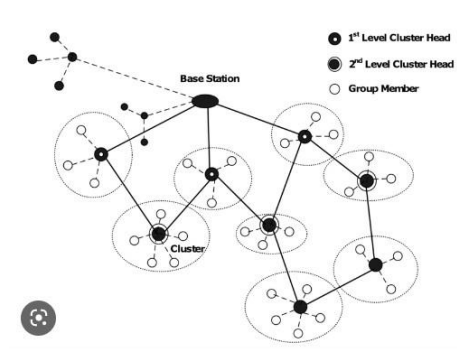 1st Level Cluster Head
2nd Level Cluster Head
Group Member
Base Station
Cluster